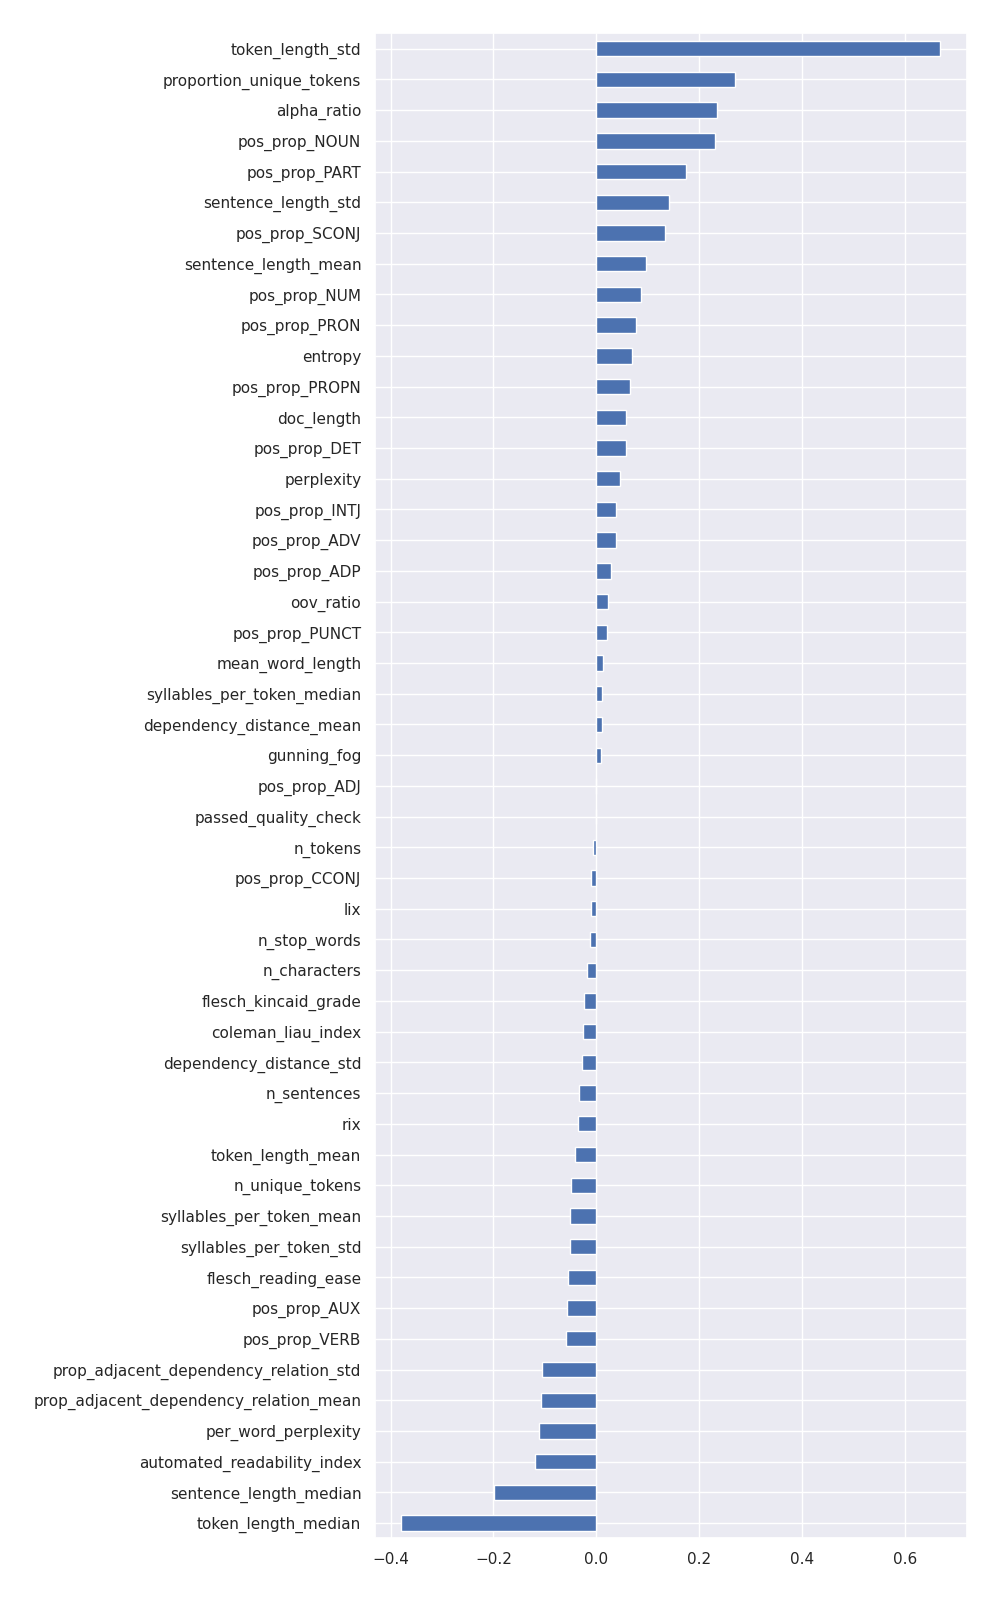 token_length_std
proportion_unique_tokens
alpha_ratio
pos_prop_NOUN
pos_prop_PART
sentence_length_std
pos_prop_SCONJ
sentence_length_mean
pos_prop_NUM
pos_prop_PRON
entropy
pos_prop_PROPN
doc_length
pos_prop_DET
perplexity
pos_prop_INTJ
pos_prop_ADV
pos_prop_ADP
oov_ratio
pos_prop_PUNCT
mean_word_length
syllables_per_token_median
dependency_distance_mean
gunning_fog
pos_prop_ADJ
passed_quality_check
n_tokens
pos_prop_CCONJ
lix
n_stop_words
n_characters
flesch_kincaid_grade
coleman_liau_index
dependency_distance_std
n_sentences
rix
token_length_mean
n_unique_tokens
syllables_per_token_mean
syllables_per_token_std
flesch_reading_ease
pos_prop_AUX
pos_prop_VERB
prop_adjacent_dependency_relation_std
prop_adjacent_dependency_relation_mean
per_word_perplexity
automated_readability_index
sentence_length_median
token_length_median
−0.4 −0.2 0.0 0.2 0.4 0.6